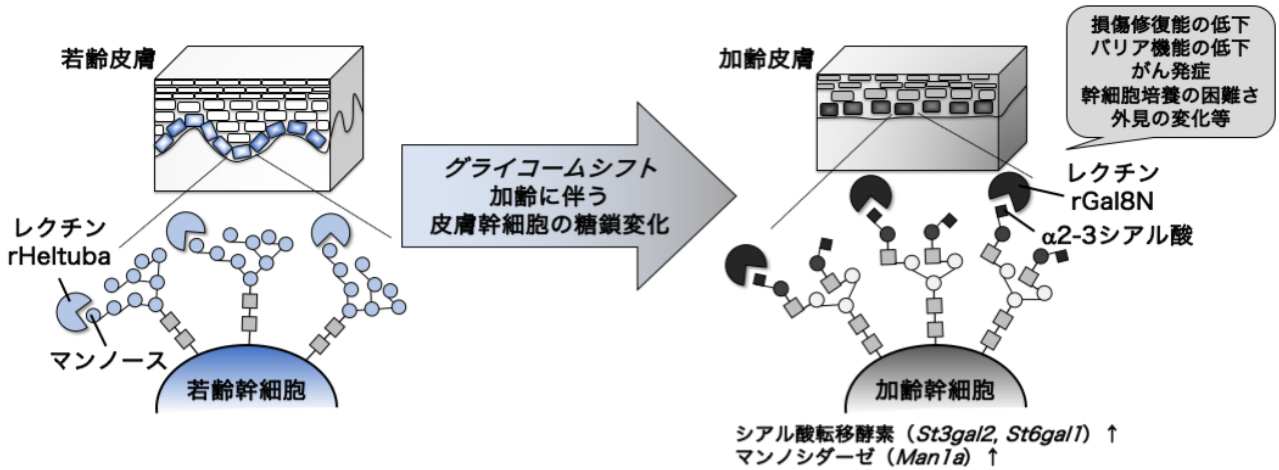 若齢皮膚
レクチン
rHeltuba
マンノース
若齢幹細胞
グライコームシフト
加齢に伴う
皮膚幹細胞の糖鎖変化
加齢皮膚
損傷修復能の低下
バリア機能の低下
がん発症
幹細胞培養の困難さ
外見の変化等
レクチン
rGal8N
α2-3シアル酸
加齢幹細胞
シアル酸転移酵素（St3gal2, St6gal1）↑
マンノシダーゼ（Man1a）↑